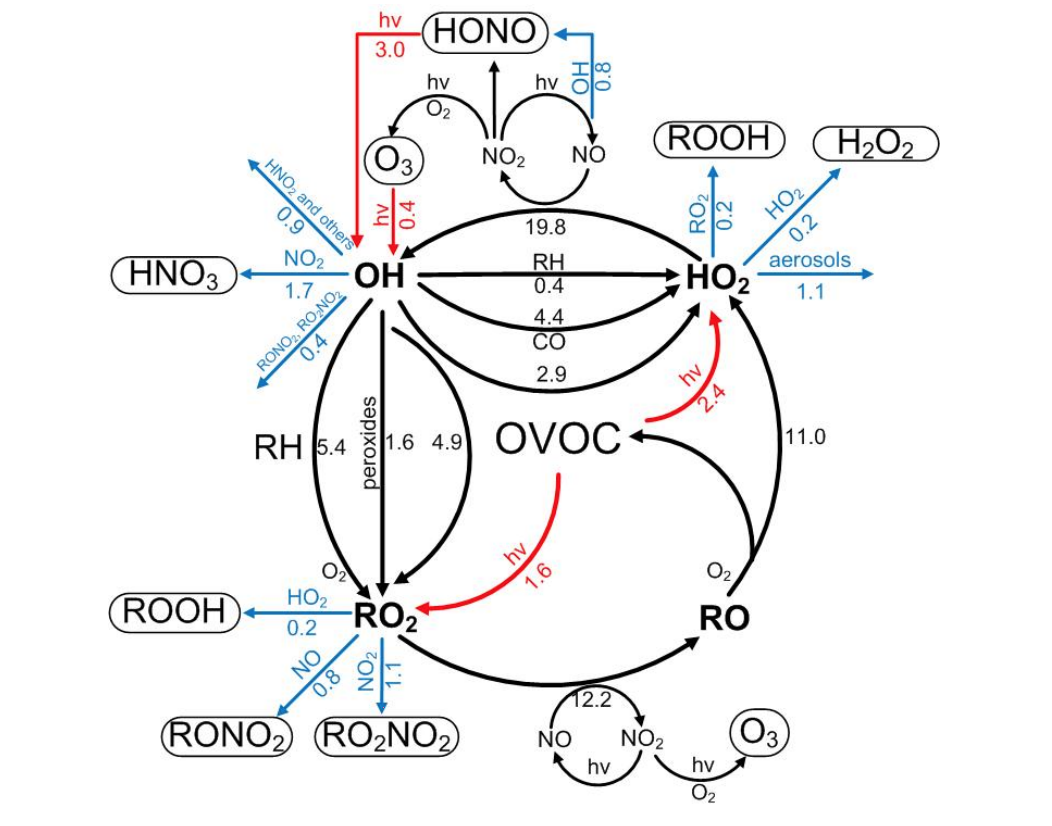 hv
3.0
HONO
OH
0.8
hv
O₂
hv
O₃
NO₂
NO
ROOH
H₂O₂
HNO₂ and others
0.9
hv
0.4
19.8
RO₂
0.2
HO₂
0.2
HNO₃
NO₂
1.7
OH
RH
0.4
HO₂
aerosols
1.1
RONO₂, RO₂NO₂
0.4
4.4
CO
2.9
hv
2.4
RH
5.4
peroxides
1.6
4.9
OVOC
11.0
hv
1.6
O₂
O₂
ROOH
HO₂
0.2
RO₂
RO
NO
0.8
NO₂
1.1
12.2
RONO₂
RO₂NO₂
NO
NO₂
O₃
hv
hv
O₂